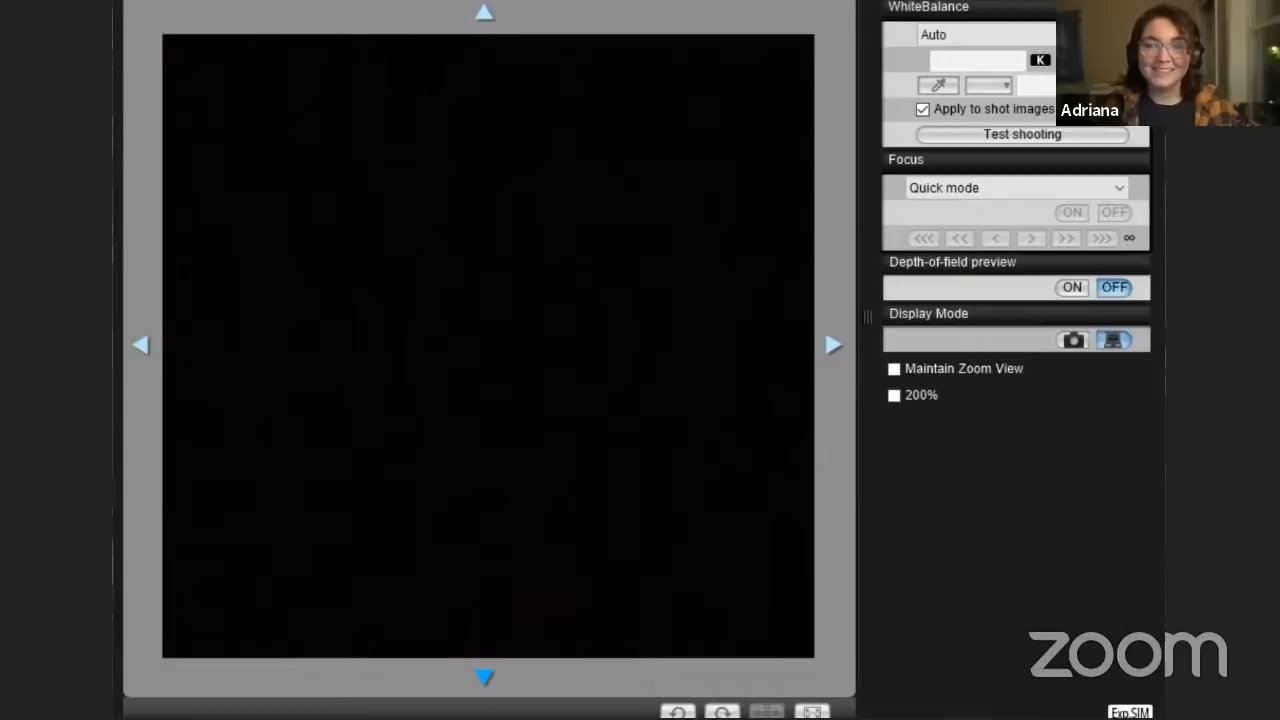 WhiteBalance
Auto
K
Apply to shot images
Test shooting
Adriana
Focus
Quick mode
ON OFF
<<< << < > >> >>> ∞
Depth-of-field preview
ON OFF
Display Mode
Maintain Zoom View
200%
zoom
Exp.SIM